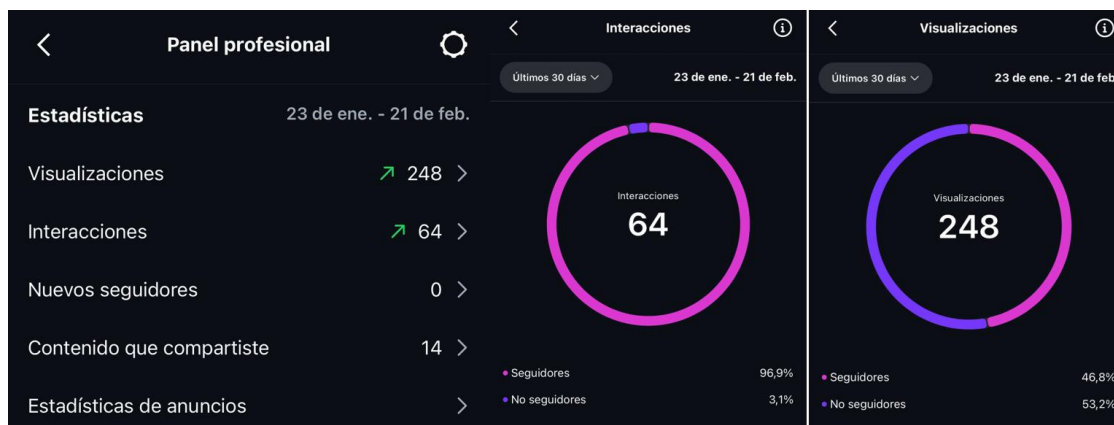 Panel profesional
Estadísticas 23 de ene. - 21 de feb.
Visualizaciones 248
Interacciones 64
Nuevos seguidores 0
Contenido que compartiste 14
Estadísticas de anuncios
Interacciones
Últimos 30 días 23 de ene. - 21 de feb.
Interacciones
64
Seguidores 96,9%
No seguidores 3,1%
Visualizaciones
Últimos 30 días 23 de ene. - 21 de feb
Visualizaciones
248
Seguidores 46,8%
No seguidores 53,2%